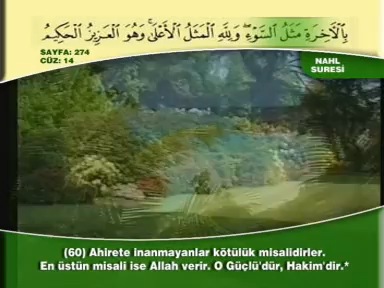 بِالْاٰخِرَةِ مَثَلُ السَّوْءِۚ وَلِلّٰهِ الْمَثَلُ الْاَعْلٰىۜ وَهُوَ الْعَزٖيزُ الْحَكٖيمُ
SAYFA: 274
CÜZ: 14
NAHL
SURESİ
(60) Ahirete inanmayanlar kötülük misalidirler.
En üstün misali ise Allah verir. O Güçlü'dür, Hakim'dir.*